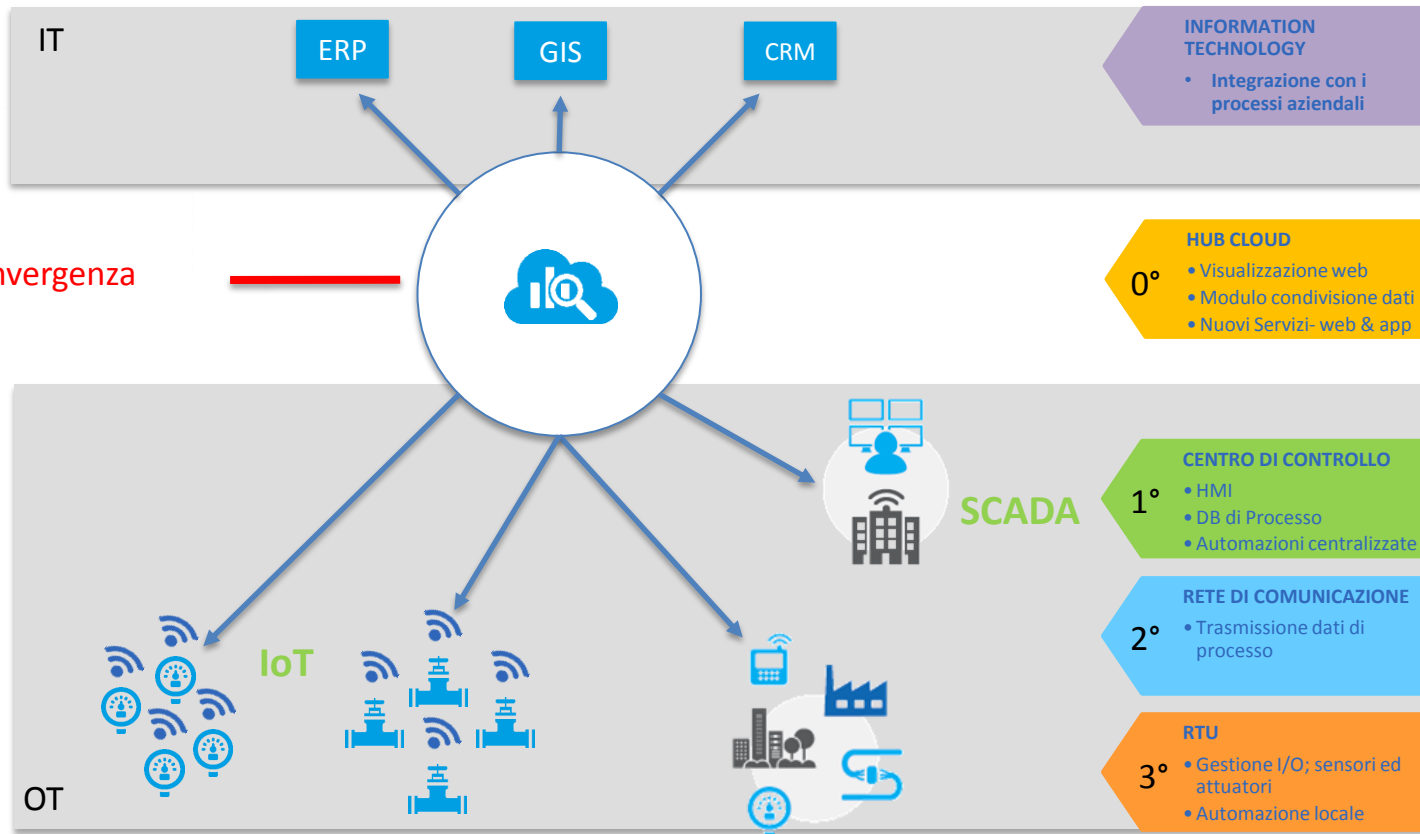 IT
ERP
GIS
CRM
INFORMATION
TECHNOLOGY
• Integrazione con i
processi aziendali
nvergenza
0°
HUB CLOUD
• Visualizzazione web
• Modulo condivisione dati
• Nuovi Servizi- web & app
SCADA
1°
CENTRO DI CONTROLLO
• HMI
• DB di Processo
• Automazioni centralizzate
IoT
2°
RETE DI COMUNICAZIONE
• Trasmissione dati di
processo
OT
3°
RTU
• Gestione I/O; sensori ed
attuatori
• Automazione locale